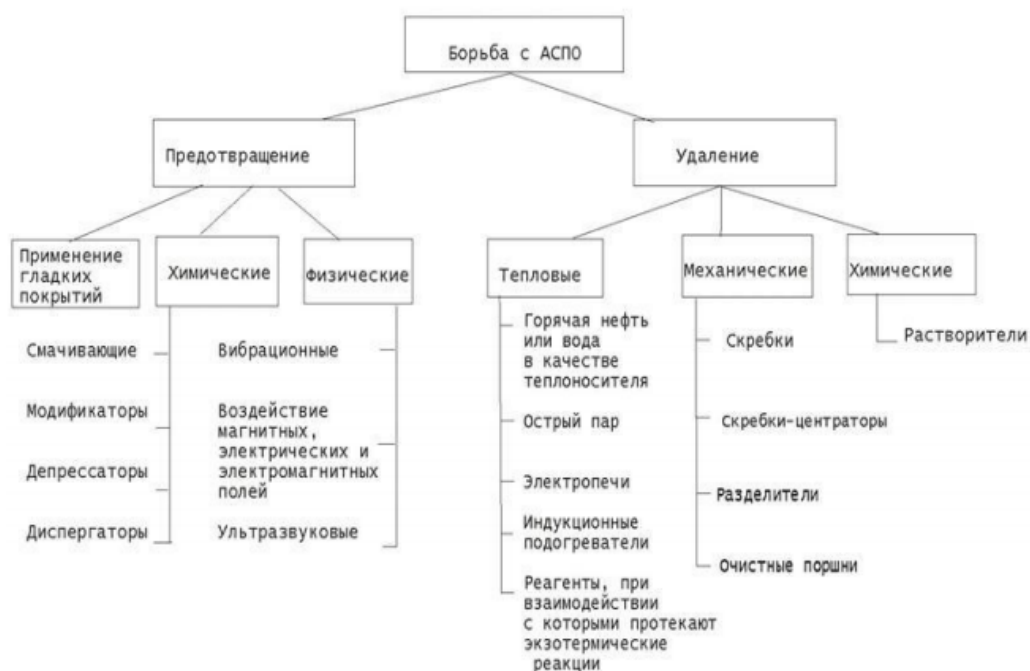 Борьба с АСПО
Предотвращение
Удаление
Применение
гладких
покрытий
Химические
Физические
Тепловые
Механические
Химические
Смачивающие
Модификаторы
Депрессаторы
Диспергаторы
Вибрационные
Воздействие
магнитных,
электрических и
электромагнитных
полей
Ультразвуковые
Горячая нефть
или вода
в качестве
теплоносителя
Острый пар
Электропечи
Индукционные
подогреватели
Реагенты, при
взаимодействии
с которыми протекают
экзотермические
реакции
Скребки
Скребки-центраторы
Разделители
Очистные поршни
Растворители